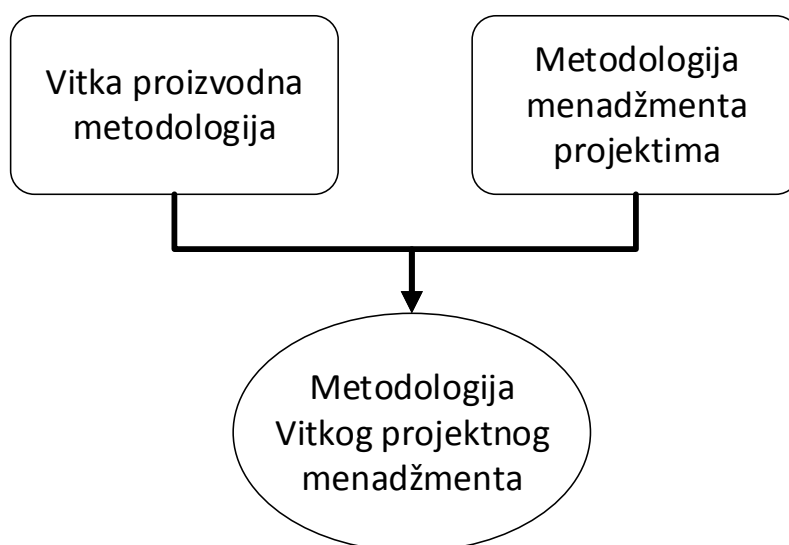 Vitka proizvodna
metodologija
Metodologija
menadžmenta
projektima
Metodologija
Vitkog projektnog
menadžmenta